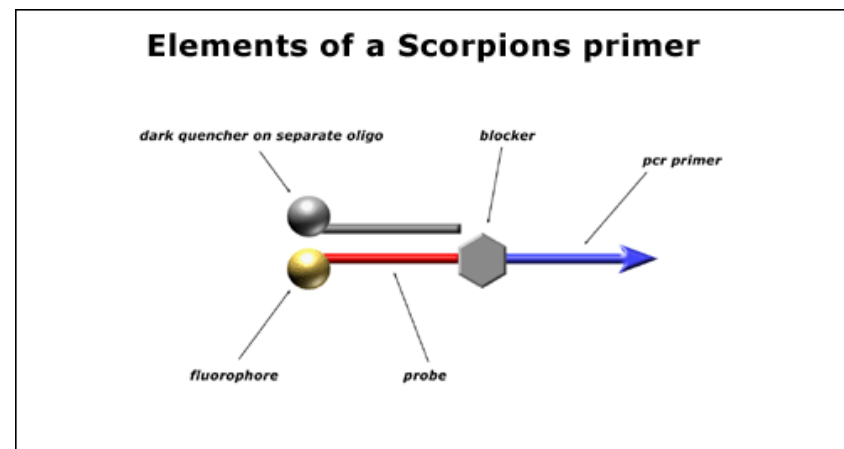 Elements of a Scorpions primer
dark quencher on separate oligo
blocker
pcr primer
fluorophore
probe